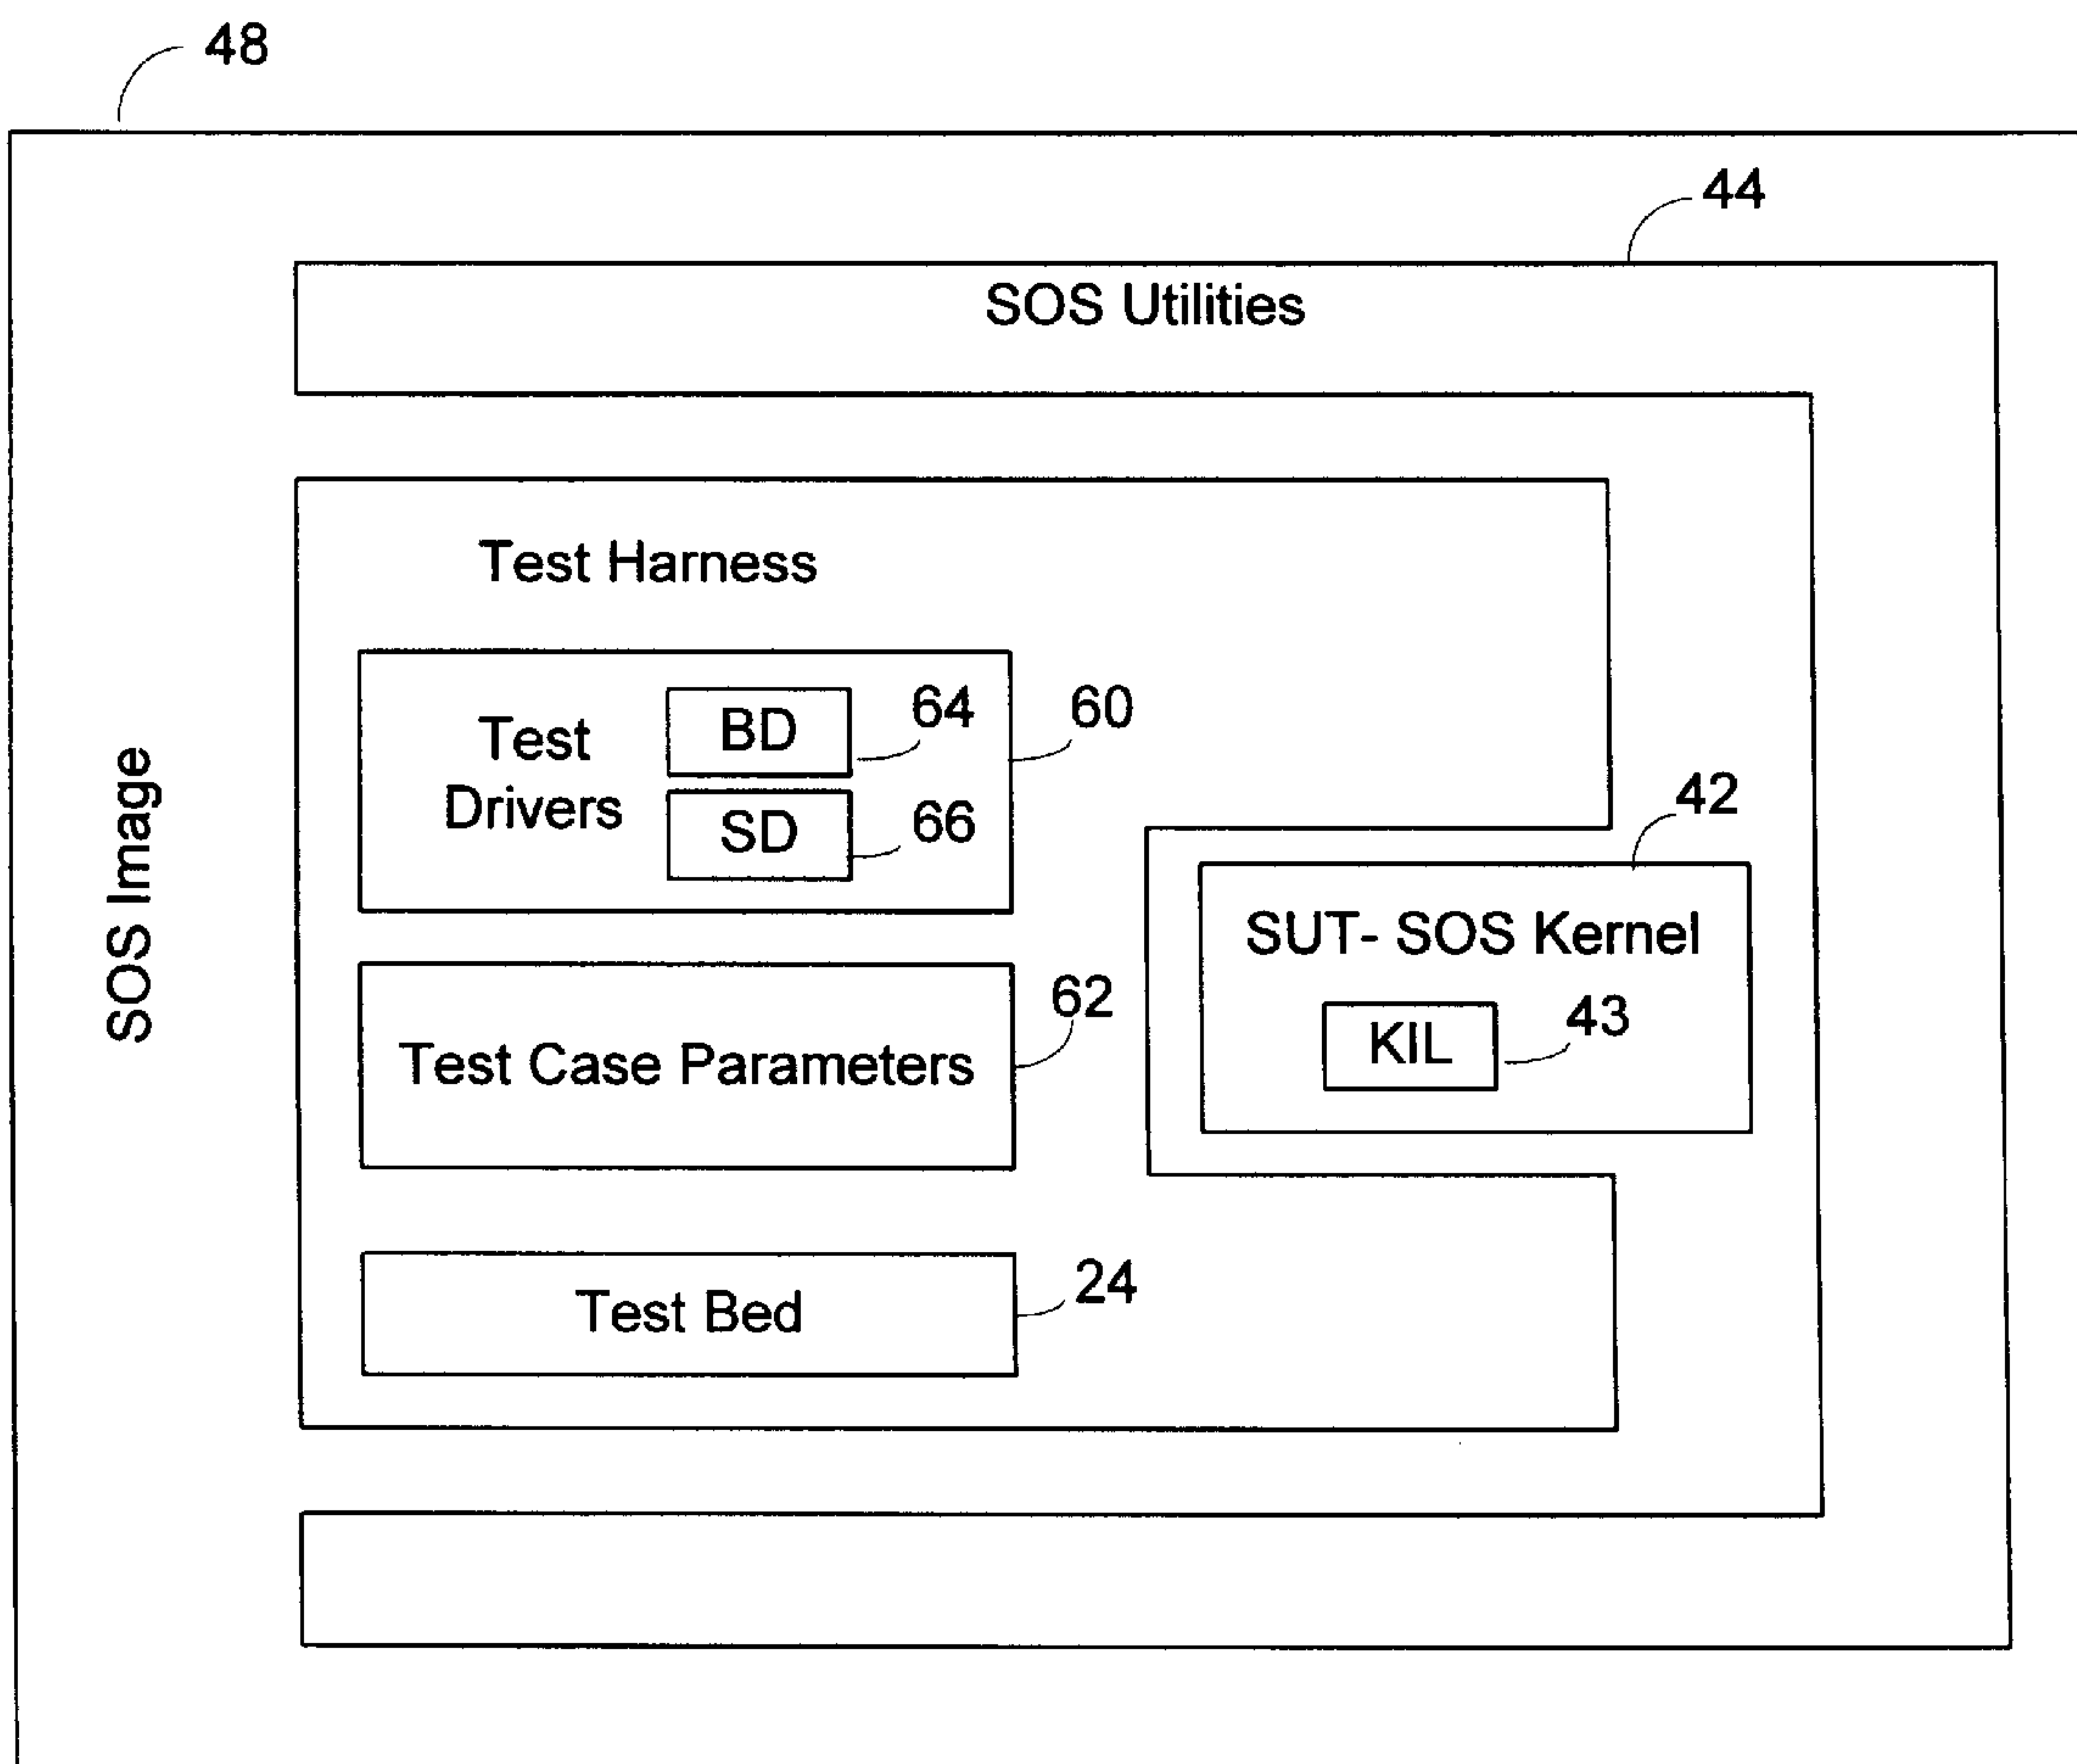 48
44
SOS Utilities
Test Harness
Test
Drivers
BD
64
60
SD
66
42
SUT- SOS Kernel
KIL
43
62
Test Case Parameters
Test Bed
24
SOS Image